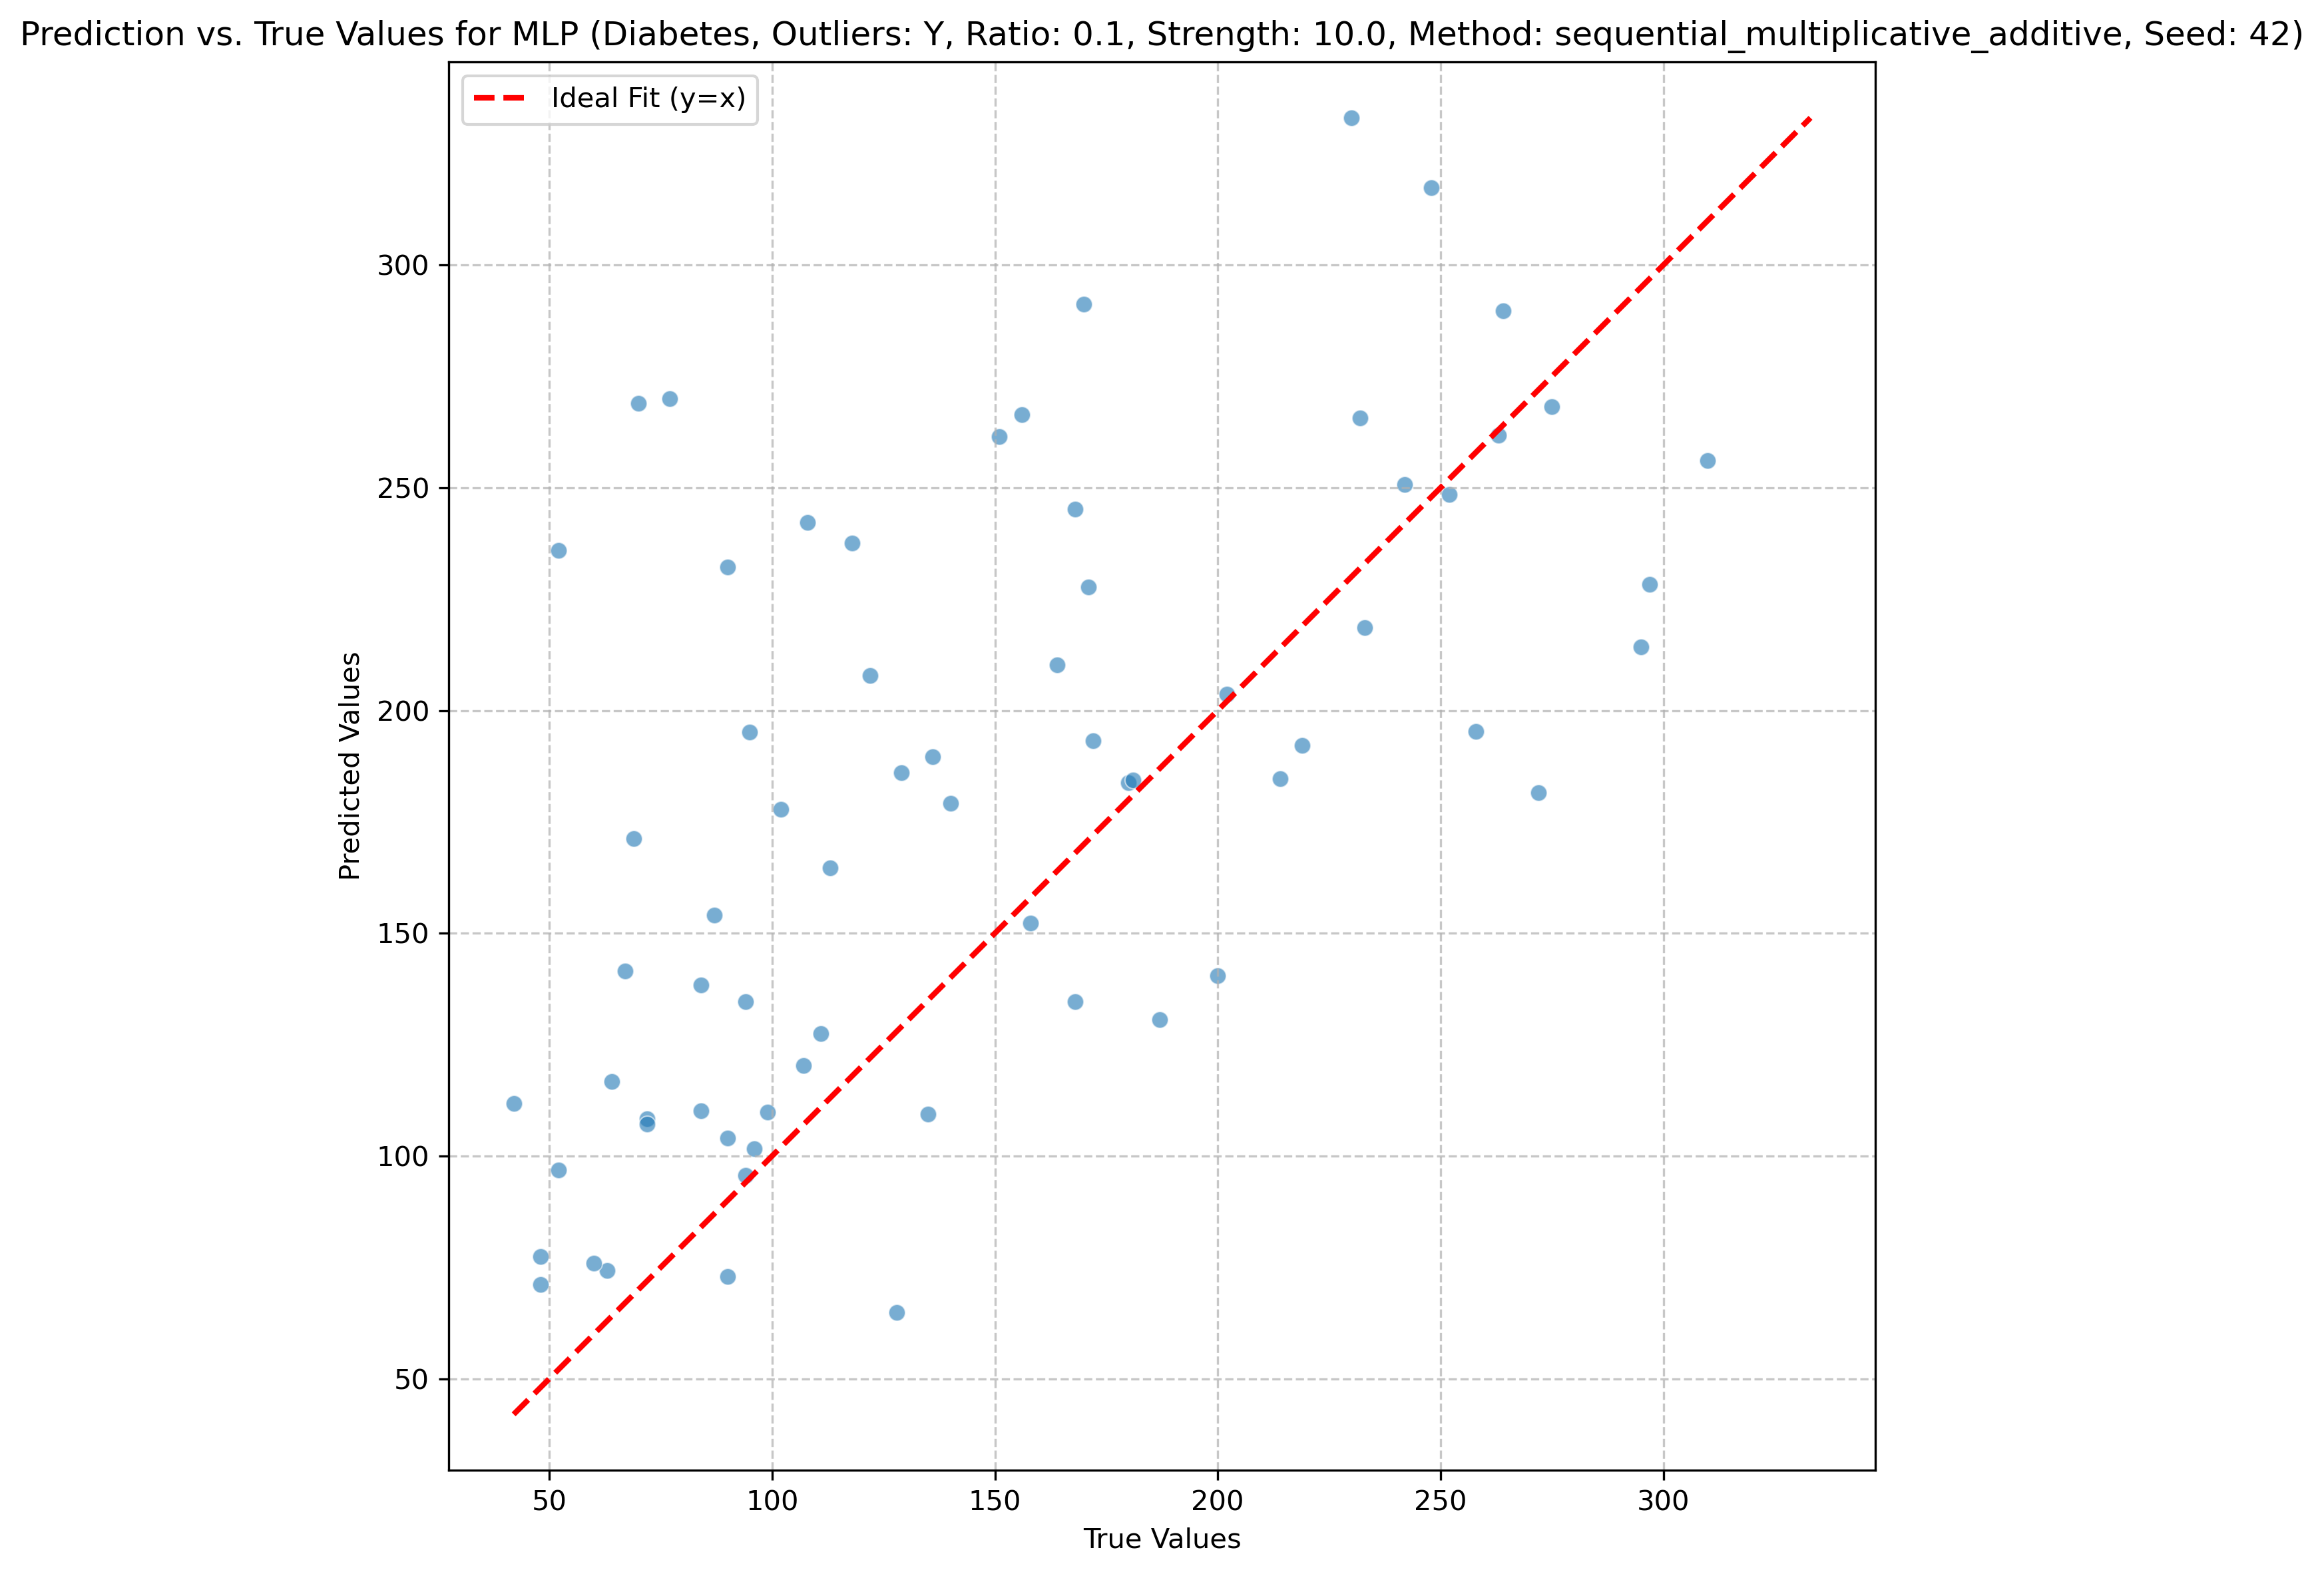 Prediction vs. True Values for MLP (Diabetes, Outliers: Y, Ratio: 0.1, Strength: 10.0, Method: sequential_multiplicative_additive, Seed: 42)
Ideal Fit (y=x)
300
250
200
150
100
50
Predicted Values
50 100 150 200 250 300
True Values